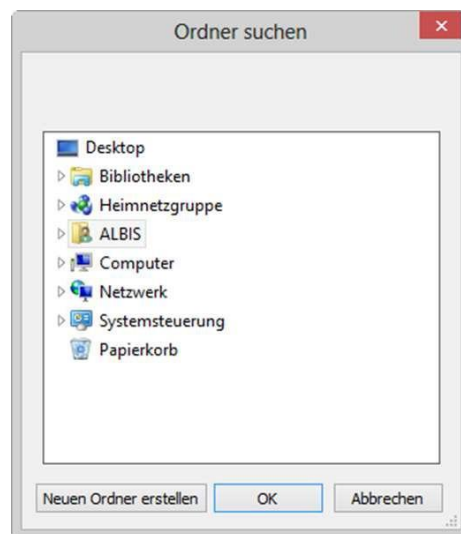 Ordner suchen
Desktop
Bibliotheken
Heimnetzgruppe
ALBIS
Computer
Netzwerk
Systemsteuerung
Papierkorb
Neuen Ordner erstellen OK Abbrechen